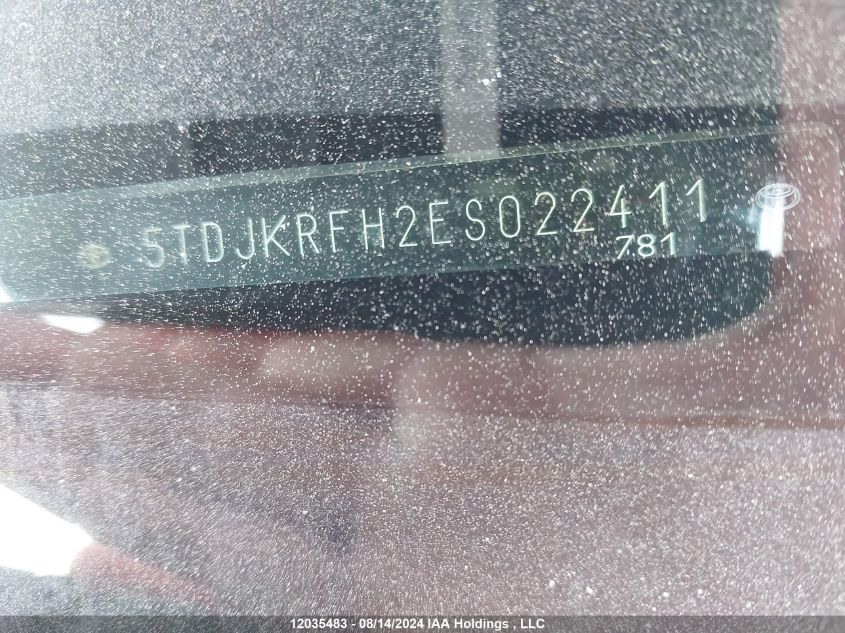 5TDJKRFH2ES022411
781
12035483 - 08/14/2024 IAA Holdings , LLC